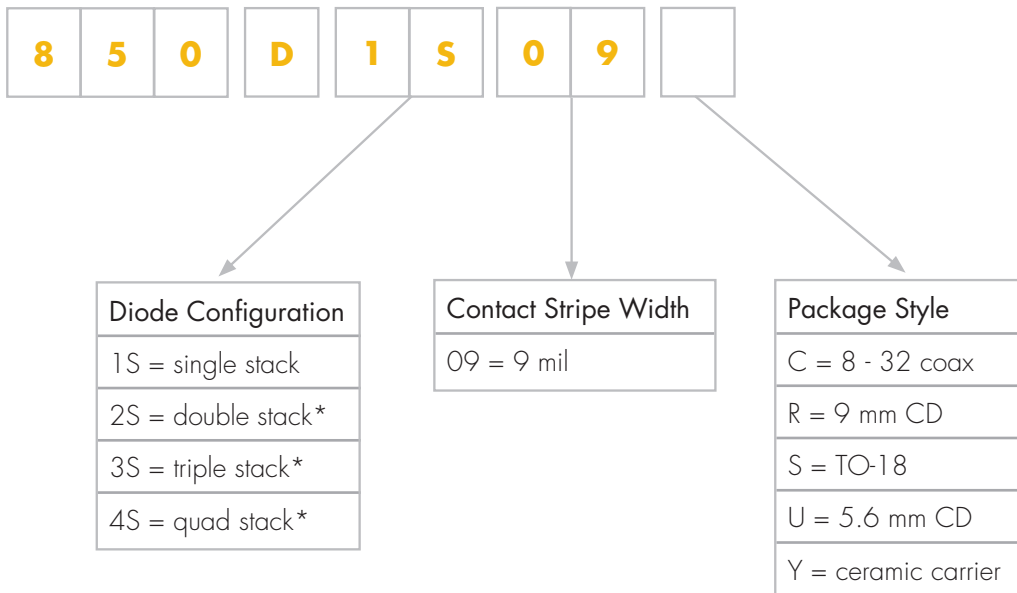 8 5 0 D 1 S 0 9
Diode Configuration
1S = single stack
2S = double stack*
3S = triple stack*
4S = quad stack*
Contact Stripe Width
09 = 9 mil
Package Style
C = 8 - 32 coax
R = 9 mm CD
S = TO-18
U = 5.6 mm CD
Y = ceramic carrier